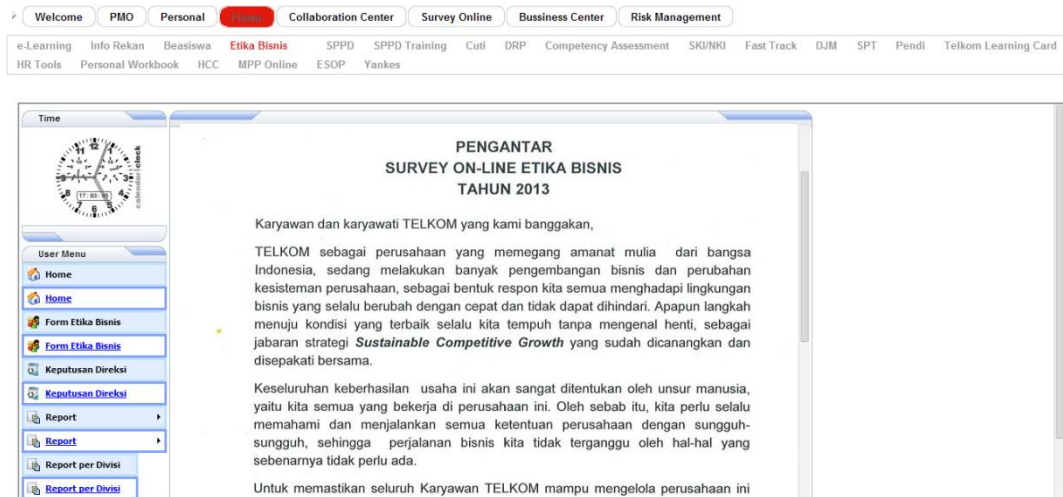 Welcome PMO Personal Collaboration Center Survey Online Bussiness Center Risk Management
e-Learning Info Rekan Beasiswa Etika Bisnis SPPD SPPD Training Cuti DRP Competency Assessment SKI/NKI Fast Track DJM SPT Pendi Telkom Learning Card
HR Tools Personal Workbook HCC MPP Online ESOP Yankes
Time
calendar clock
User Menu
Home
Home
Form Etika Bisnis
Form Etika Bisnis
Keputusan Direksi
Keputusan Direksi
Report
Report
Report per Divisi
Report per Divisi
PENGANTAR
SURVEY ON-LINE ETIKA BISNIS
TAHUN 2013
Karyawan dan karyawati TELKOM yang kami banggakan,
TELKOM sebagai perusahaan yang memegang amanat mulia dari bangsa
Indonesia, sedang melakukan banyak pengembangan bisnis dan perubahan
kesisteman perusahaan, sebagai bentuk respon kita semua menghadapi lingkungan
bisnis yang selalu berubah dengan cepat dan tidak dapat dihindari. Apapun langkah
menuju kondisi yang terbaik selalu kita tempuh tanpa mengenal henti, sebagai
jabaran strategi Sustainable Competitive Growth yang sudah dicanangkan dan
disepakati bersama.
Keseluruhan keberhasilan usaha ini akan sangat ditentukan oleh unsur manusia,
yaitu kita semua yang bekerja di perusahaan ini. Oleh sebab itu, kita perlu selalu
memahami dan menjalankan semua ketentuan perusahaan dengan sungguh-
sungguh, sehingga perjalanan bisnis kita tidak terganggu oleh hal-hal yang
sebenarnya tidak perlu ada.
Untuk memastikan seluruh Karyawan TELKOM mampu mengelola perusahaan ini